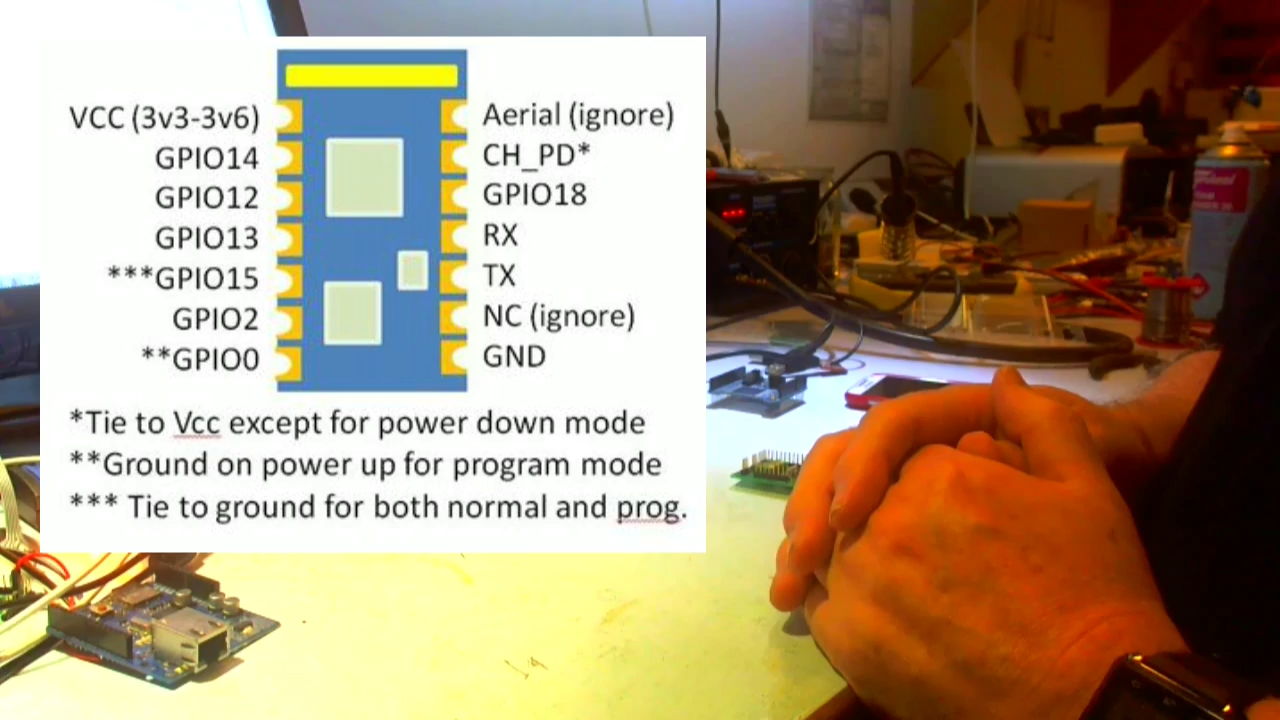 VCC (3v3-3v6)
GPIO14
GPIO12
GPIO13
***GPIO15
GPIO2
**GPIO0
Aerial (ignore)
CH_PD*
GPIO18
RX
TX
NC (ignore)
GND
*Tie to Vcc except for power down mode
**Ground on power up for program mode
*** Tie to ground for both normal and prog.